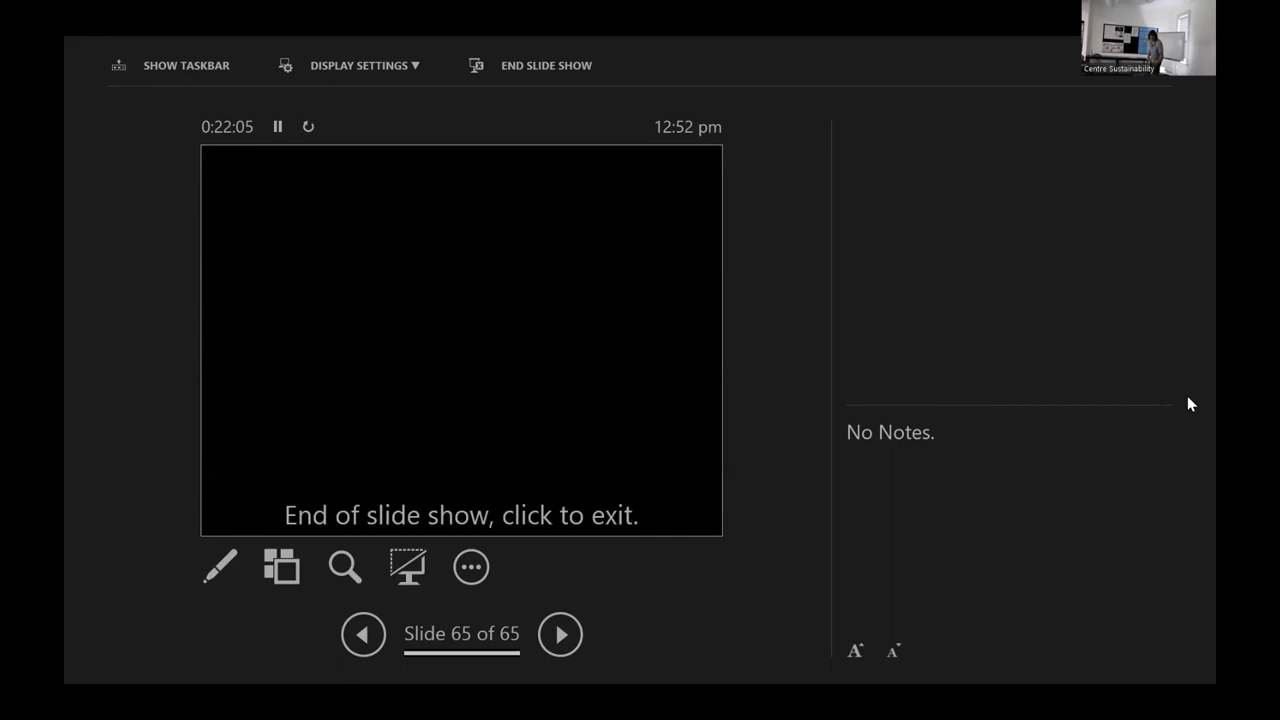 SHOW TASKBAR
DISPLAY SETTINGS ▼
END SLIDE SHOW
Centre Sustainability
0:22:05
12:52 pm
End of slide show, click to exit.
No Notes.
Slide 65 of 65
A
A